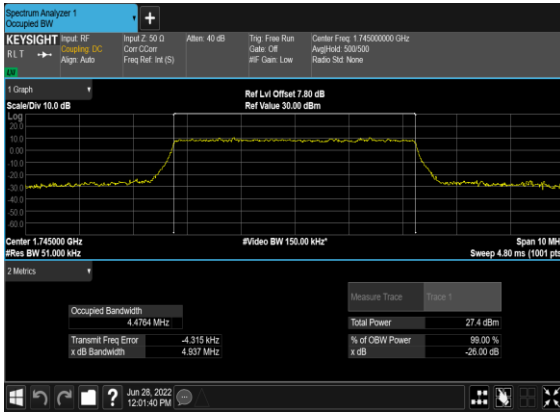 Spectrum Analyzer 1
Occupied BW
KEYSIGHT
RLT
Input: RF
Coupling: DC
Align: Auto
Input Z: 50 Ω
Corr CCorr
Freq Ref: Int (S)
Atten: 40 dB
Trig: Free Run
Gate: Off
#IF Gain: Low
Center Freq: 1.745000000 GHz
Avg|Hold: 500/500
Radio Std: None
1 Graph
Scale/Div 10.0 dB
Ref Lvl Offset 7.80 dB
Ref Value 30.00 dBm
Log
20.0
10.0
0.00
-10.0
-20.0
-30.0
-40.0
-50.0
-60.0
Center 1.745000 GHz
#Res BW 51.000 kHz
#Video BW 150.00 kHz*
Span 10 MH
Sweep 4.80 ms (1001 pts
2 Metrics
Measure Trace
Trace 1
Occupied Bandwidth
4.4764 MHz
Total Power
27.4 dBm
Transmit Freq Error
-4.315 kHz
% of OBW Power
99.00 %
x dB Bandwidth
4.937 MHz
x dB
-26.00 dB
?
Jun 28, 2022
12:01:40 PM